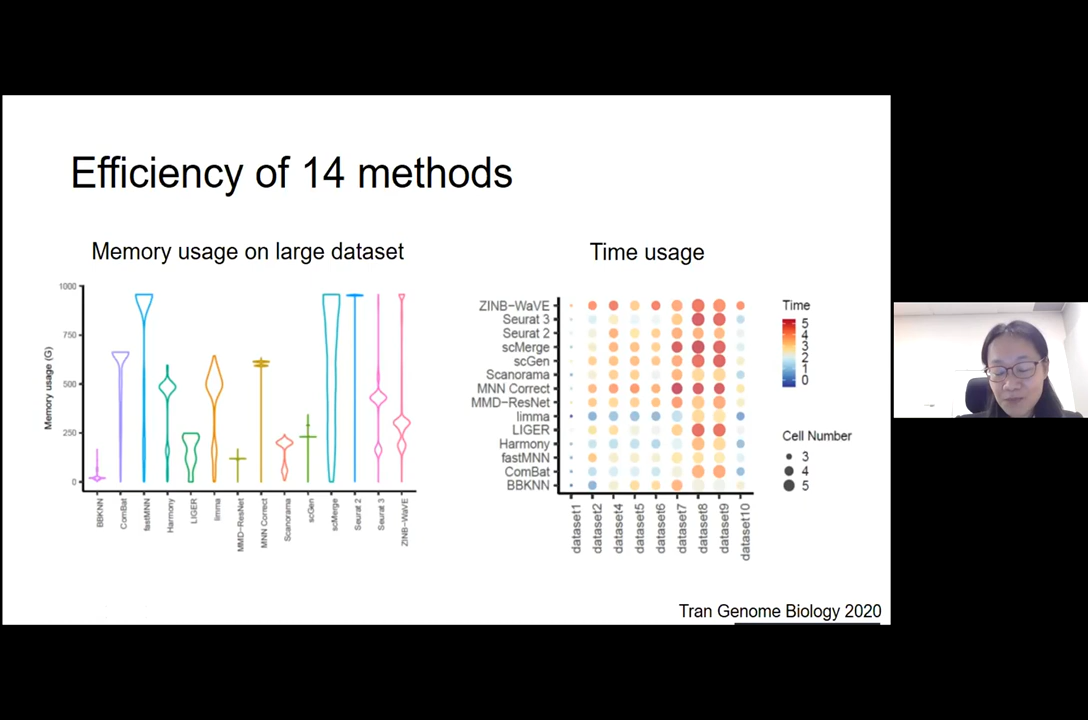 Efficiency of 14 methods
Memory usage on large dataset
Memory usage (G)
1000
750
500
250
0
BBKNN
ComBat
fastMNN
Harmony
LIGER
limma
MMD-ResNet
MNN Correct
Scanorama
scGen
scMerge
Seurat 2
Seurat 3
ZINB-WaVE
Time usage
ZINB-WaVE
Seurat 3
Seurat 2
scMerge
scGen
Scanorama
MNN Correct
MMD-ResNet
limma
LIGER
Harmony
fastMNN
ComBat
BBKNN
dataset1
dataset2
dataset4
dataset5
dataset6
dataset7
dataset8
dataset9
dataset10
Time
5
4
3
2
1
0
Cell Number
3
4
5
Tran Genome Biology 2020